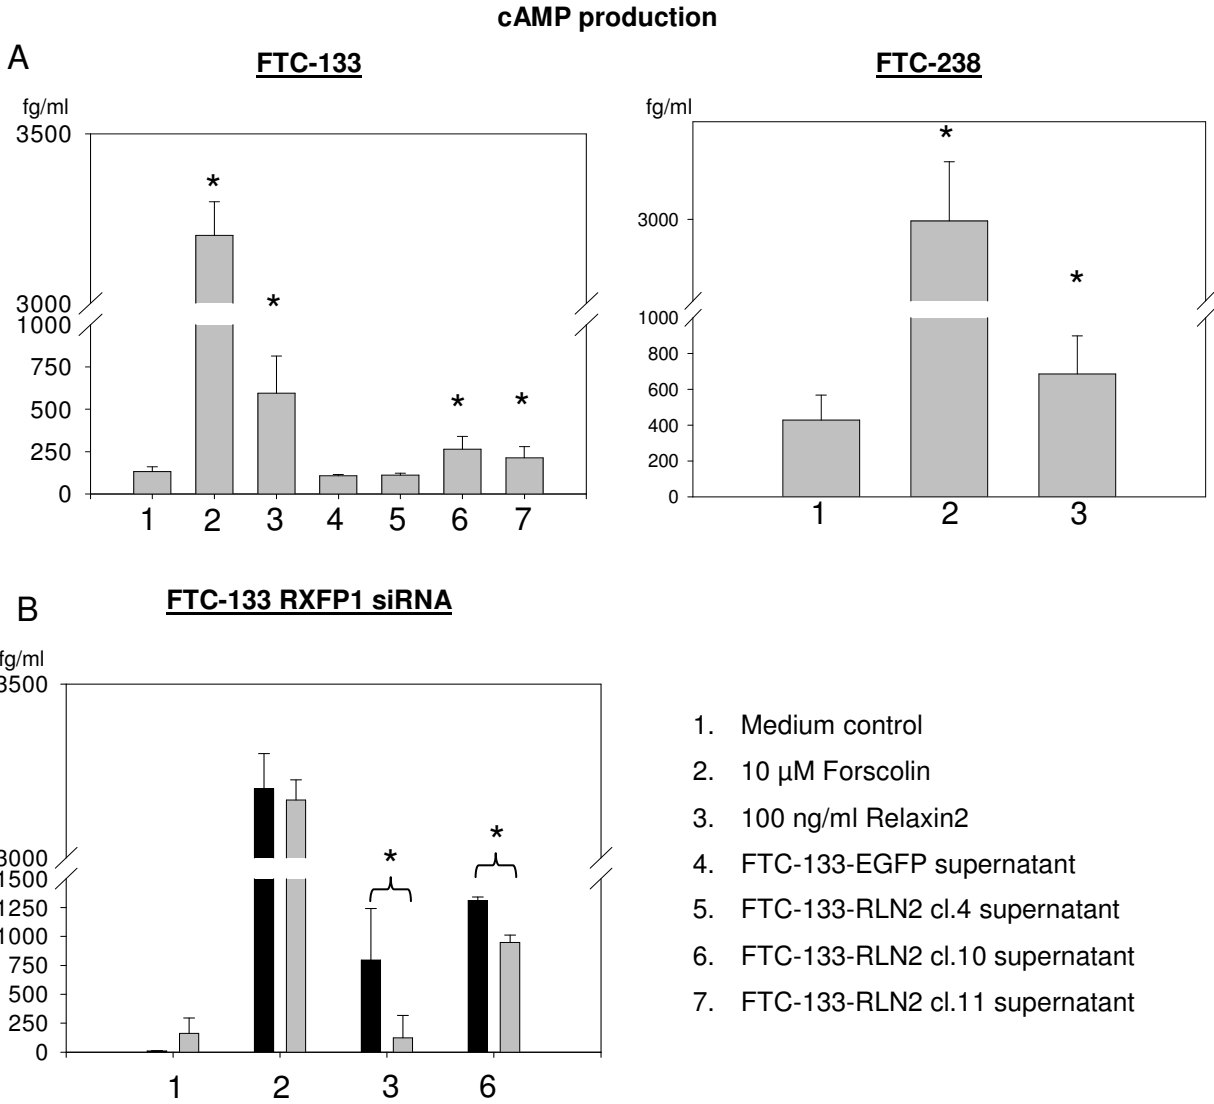 cAMP production
A
FTC-133
FTC-238
fg/ml
3500
3000
1000
750
500
250
0
*
*
*
*
1 2 3 4 5 6 7
fg/ml
3000
1000
800
600
400
200
0
*
*
1 2 3
B
FTC-133 RXFP1 siRNA
fg/ml
3500
3000
1500
1250
1000
750
500
250
0
*
*
1 2 3 6
1. Medium control
2. 10 µM Forscolin
3. 100 ng/ml Relaxin2
4. FTC-133-EGFP supernatant
5. FTC-133-RLN2 cl.4 supernatant
6. FTC-133-RLN2 cl.10 supernatant
7. FTC-133-RLN2 cl.11 supernatant